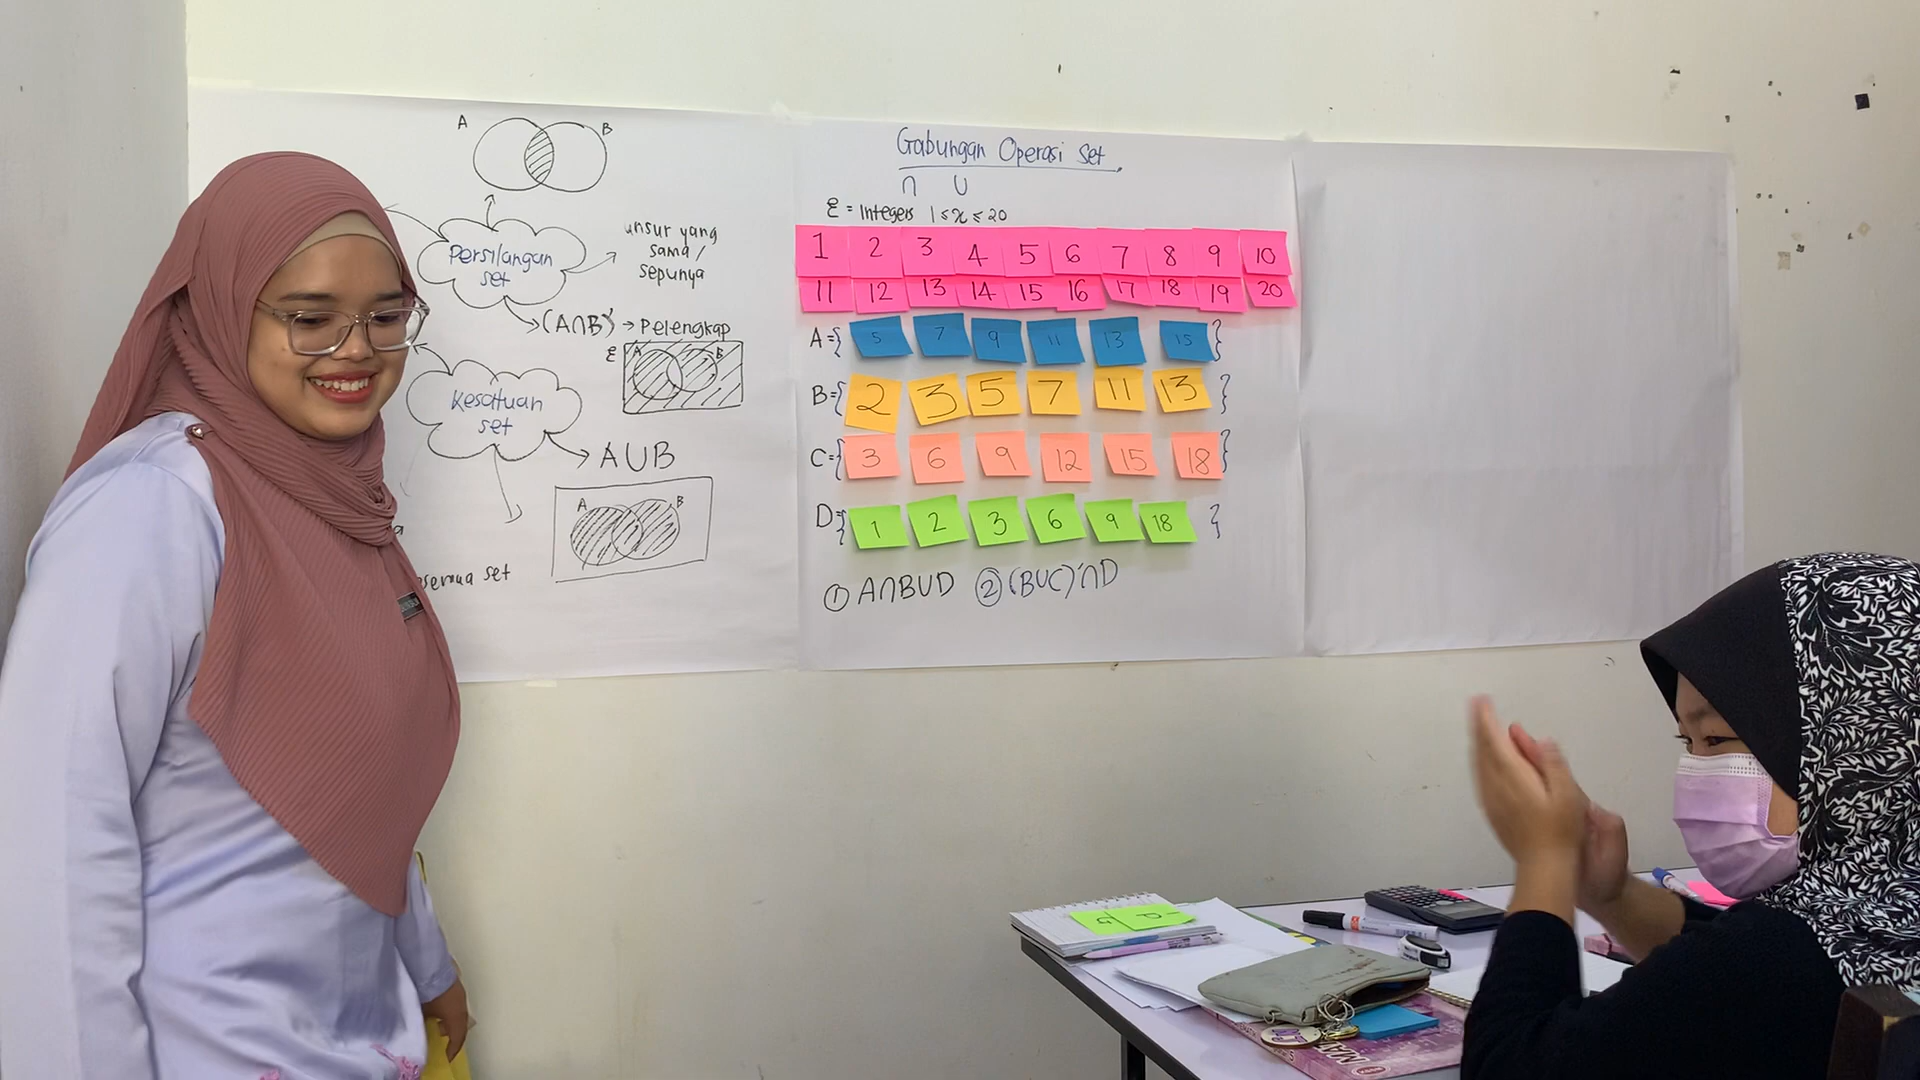 A B
Persilangan
set
unsur yang
sama /
sepunya
(A∩B)' → Pelengkap
ε A B
Kesatuan
set
A∪B
A B
semua set
Gabungan Operasi Set
∩ ∪
ε = Integers 1 ≤ x ≤ 20
1 2 3 4 5 6 7 8 9 10
11 12 13 14 15 16 17 18 19 20
A = { 5 7 9 11 13 15 }
B = { 2 3 5 7 11 13 }
C = { 3 6 9 12 15 18 }
D = { 1 2 3 6 9 18 }
① A∩B∪D ② (B∪C)'∩D